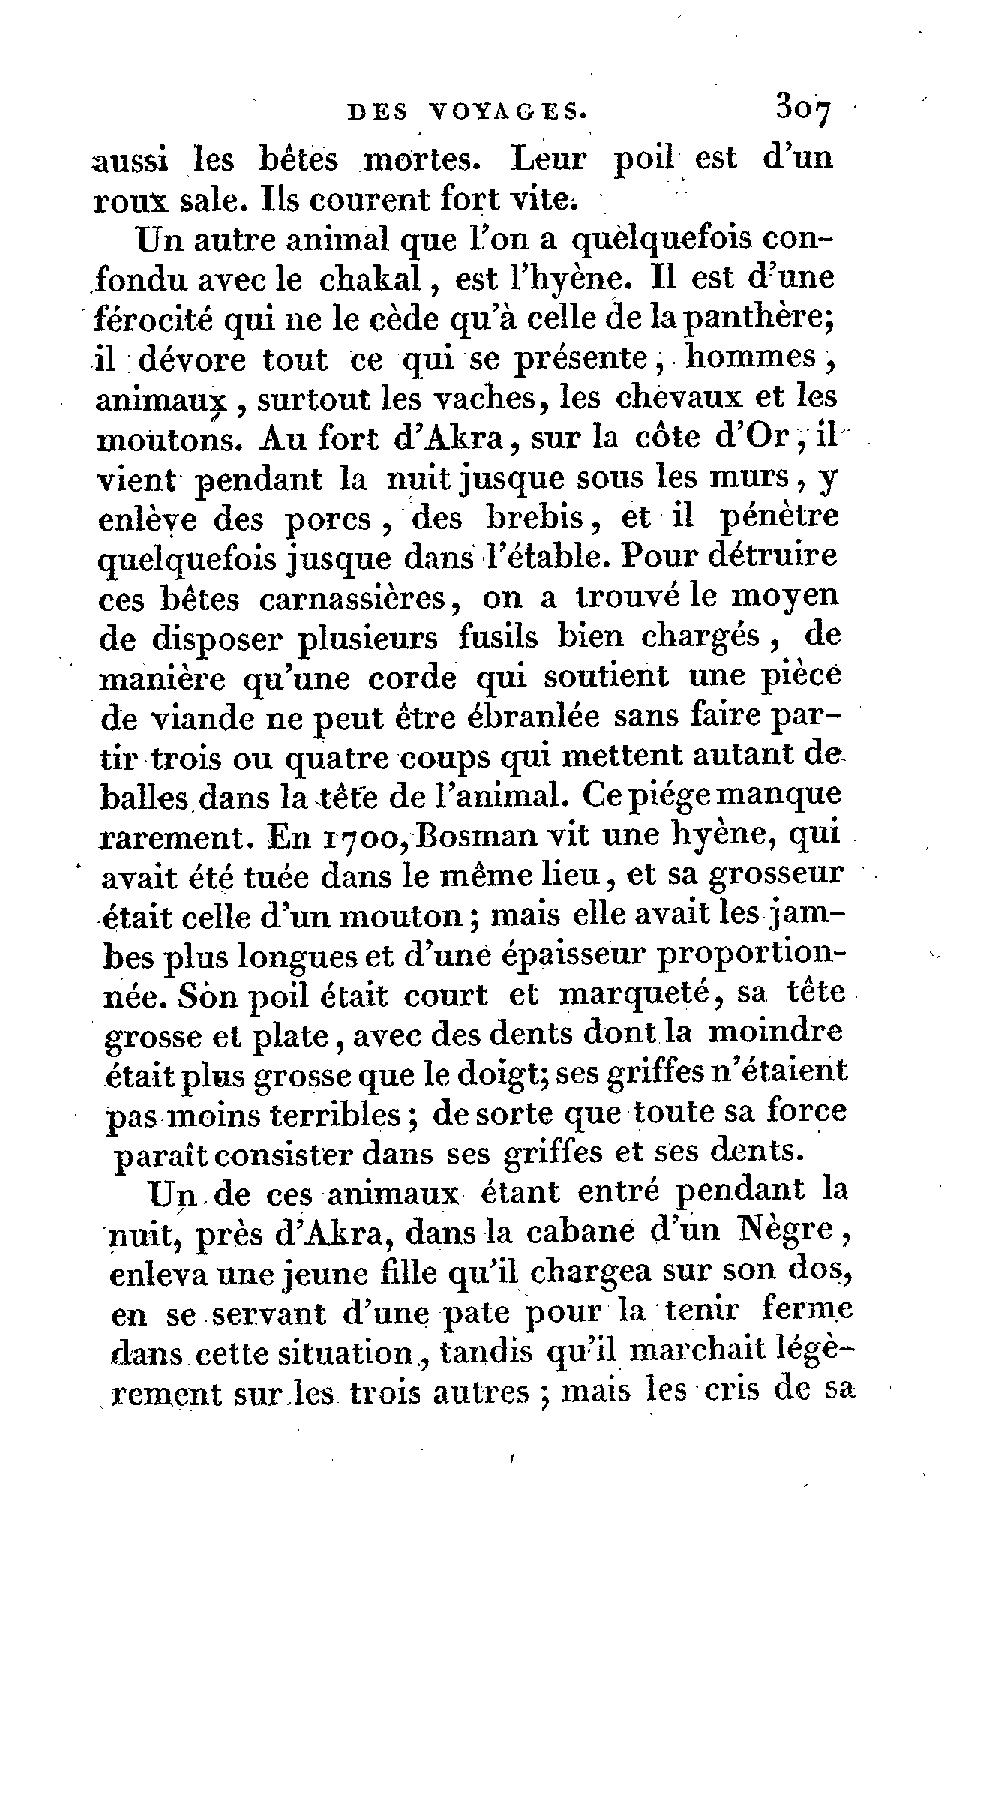 DES VOYAGES. 307
aussi les bêtes mortes. Leur poil est d'un
roux sale. Ils courent fort vite.
Un autre animal que l'on a quelquefois con-
fondu avec le chakal, est l'hyène. Il est d'une
férocité qui ne le cède qu'à celle de la panthère;
il dévore tout ce qui se présente, hommes,
animaux, surtout les vaches, les chevaux et les
moutons. Au fort d'Akra, sur la côte d'Or, il
vient pendant la nuit jusque sous les murs, y
enlève des porcs, des brebis, et il pénètre
quelquefois jusque dans l'étable. Pour détruire
ces bêtes carnassières, on a trouvé le moyen
de disposer plusieurs fusils bien chargés, de
manière qu'une corde qui soutient une pièce
de viande ne peut être ébranlée sans faire par-
tir trois ou quatre coups qui mettent autant de
balles dans la tête de l'animal. Ce piége manque
rarement. En 1700, Bosman vit une hyène, qui
avait été tuée dans le même lieu, et sa grosseur
était celle d'un mouton; mais elle avait les jam-
bes plus longues et d'une épaisseur proportion-
née. Son poil était court et marqueté, sa tête
grosse et plate, avec des dents dont la moindre
était plus grosse que le doigt; ses griffes n'étaient
pas moins terribles; de sorte que toute sa force
paraît consister dans ses griffes et ses dents.
Un de ces animaux étant entré pendant la
nuit, près d'Akra, dans la cabane d'un Nègre,
enleva une jeune fille qu'il chargea sur son dos,
en se servant d'une pate pour la tenir ferme
dans cette situation, tandis qu'il marchait légè-
rement sur les trois autres; mais les cris de sa